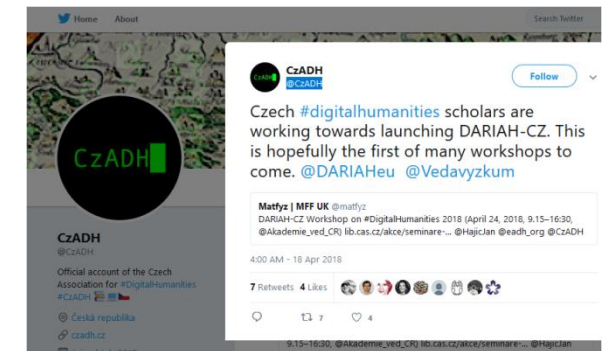 Home About Search Twitter
CzADH
CzADH
@CzADH
Follow
Czech #digitalhumanities scholars are
working towards launching DARIAH-CZ. This
is hopefully the first of many workshops to
come. @DARIAHeu @Vedavyzkum
Matfyz | MFF UK @matfyz
DARIAH-CZ Workshop on #DigitalHumanities 2018 (April 24, 2018, 9.15–16:30,
@Akademie_ved_CR) lib.cas.cz/akce/seminare-... @HajicJan @eadh_org @CzADH
4:00 AM - 18 Apr 2018
7 Retweets 4 Likes
7 4
CzADH
CzADH
@CzADH
Official account of the Czech
Association for #DigitalHumanities
#CzADH
Česká republika
czadh.cz
9.15–16:30, @Akademie_ved_CR) lib.cas.cz/akce/seminare-... @HajicJan